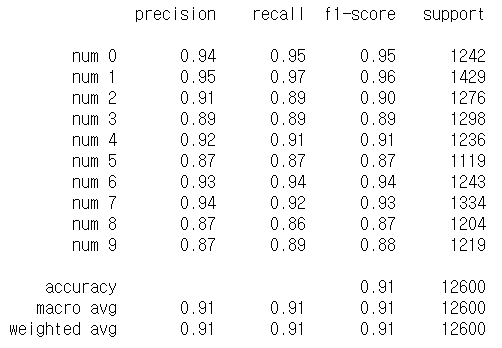 precision recall f1-score support
num 0 0.94 0.95 0.95 1242
num 1 0.95 0.97 0.96 1429
num 2 0.91 0.89 0.90 1276
num 3 0.89 0.89 0.89 1298
num 4 0.92 0.91 0.91 1236
num 5 0.87 0.87 0.87 1119
num 6 0.93 0.94 0.94 1243
num 7 0.94 0.92 0.93 1334
num 8 0.87 0.86 0.87 1204
num 9 0.87 0.89 0.88 1219
accuracy 0.91 12600
macro avg 0.91 0.91 0.91 12600
weighted avg 0.91 0.91 0.91 12600